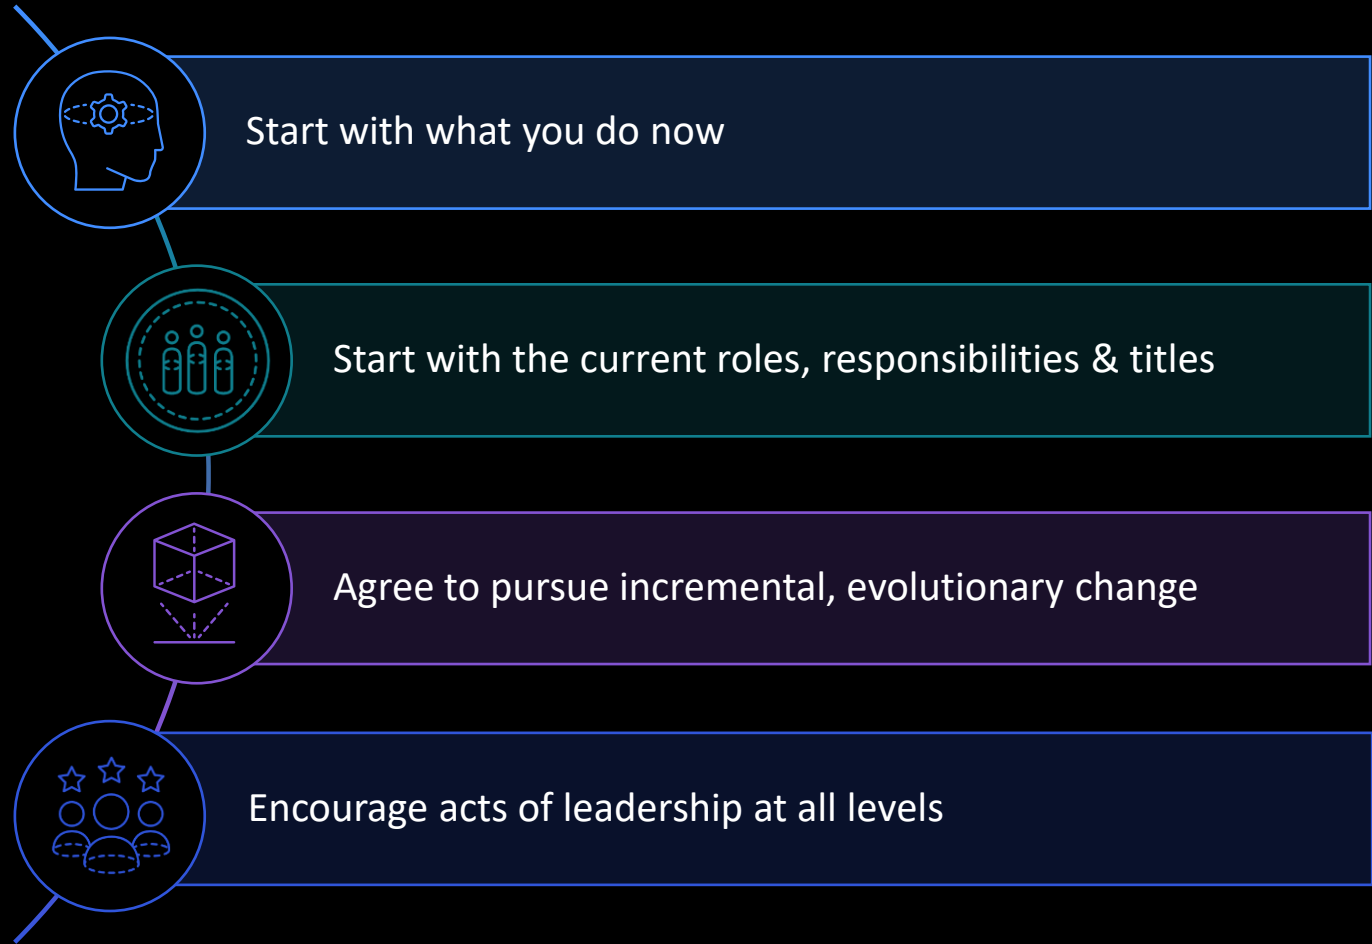 Start with what you do now
Start with the current roles, responsibilities & titles
Agree to pursue incremental, evolutionary change
Encourage acts of leadership at all levels